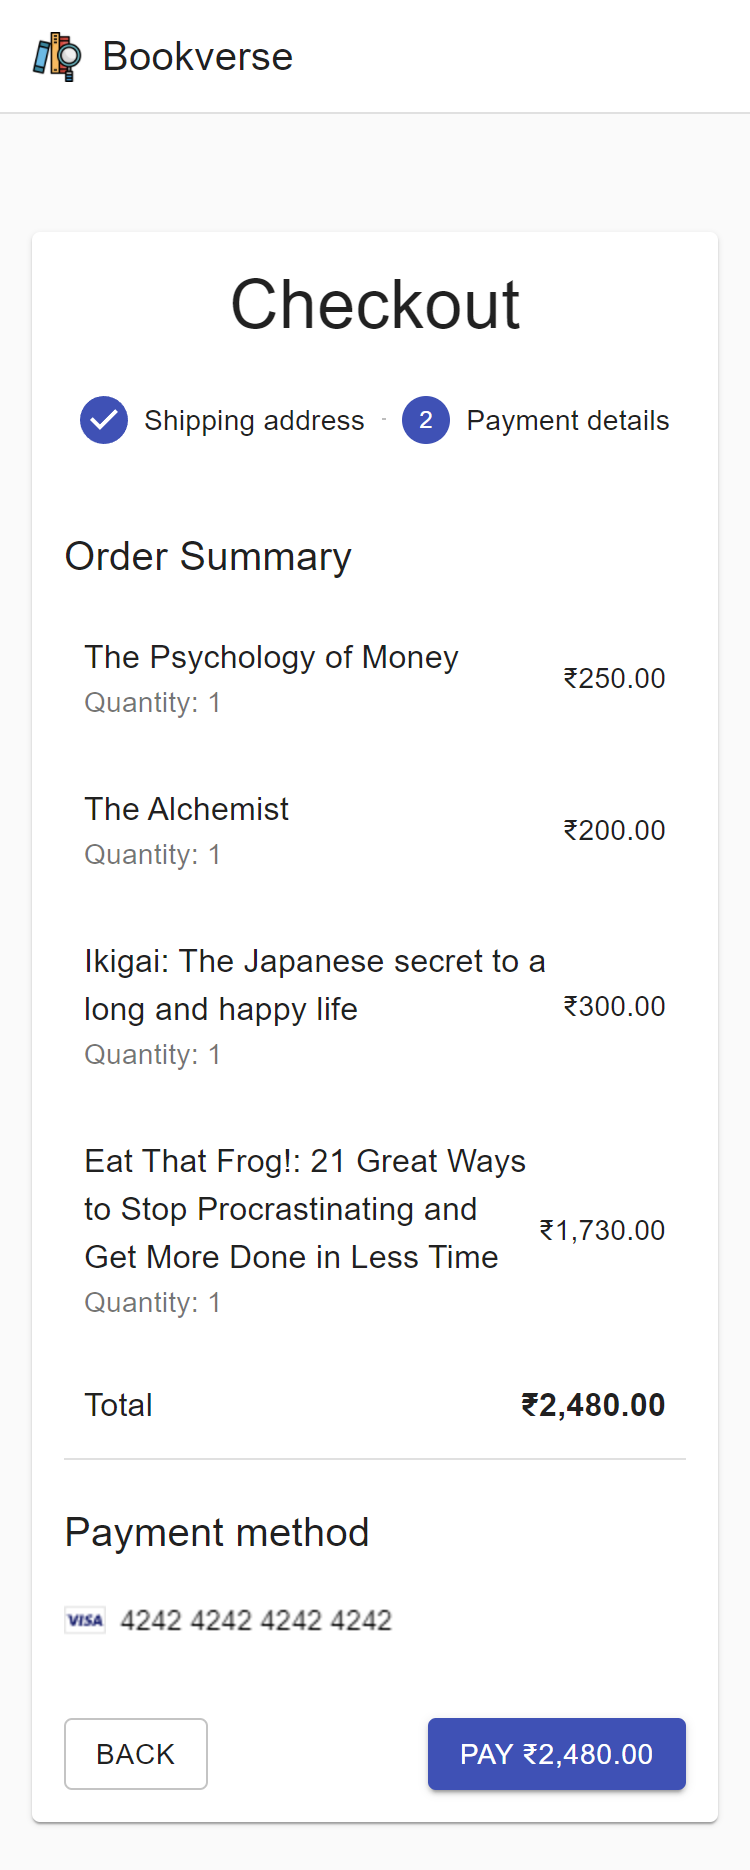 Bookverse
Checkout
Shipping address - 2 Payment details
Order Summary
The Psychology of Money
₹250.00
Quantity: 1
The Alchemist
₹200.00
Quantity: 1
Ikigai: The Japanese secret to a
long and happy life
₹300.00
Quantity: 1
Eat That Frog!: 21 Great Ways
to Stop Procrastinating and
Get More Done in Less Time
₹1,730.00
Quantity: 1
Total ₹2,480.00
Payment method
VISA 4242 4242 4242 4242
BACK PAY ₹2,480.00